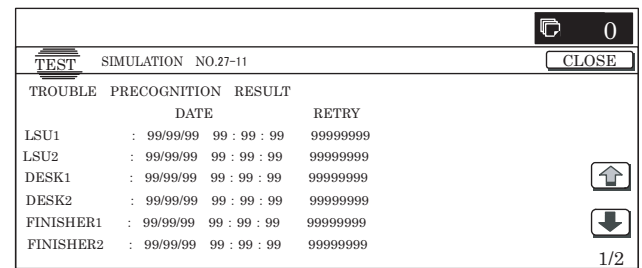 0
TEST SIMULATION NO.27-11 CLOSE
TROUBLE PRECOGNITION RESULT
DATE RETRY
LSU1 : 99/99/99 99 : 99 : 99 99999999
LSU2 : 99/99/99 99 : 99 : 99 99999999
DESK1 : 99/99/99 99 : 99 : 99 99999999
DESK2 : 99/99/99 99 : 99 : 99 99999999
FINISHER1 : 99/99/99 99 : 99 : 99 99999999
FINISHER2 : 99/99/99 99 : 99 : 99 99999999
1/2